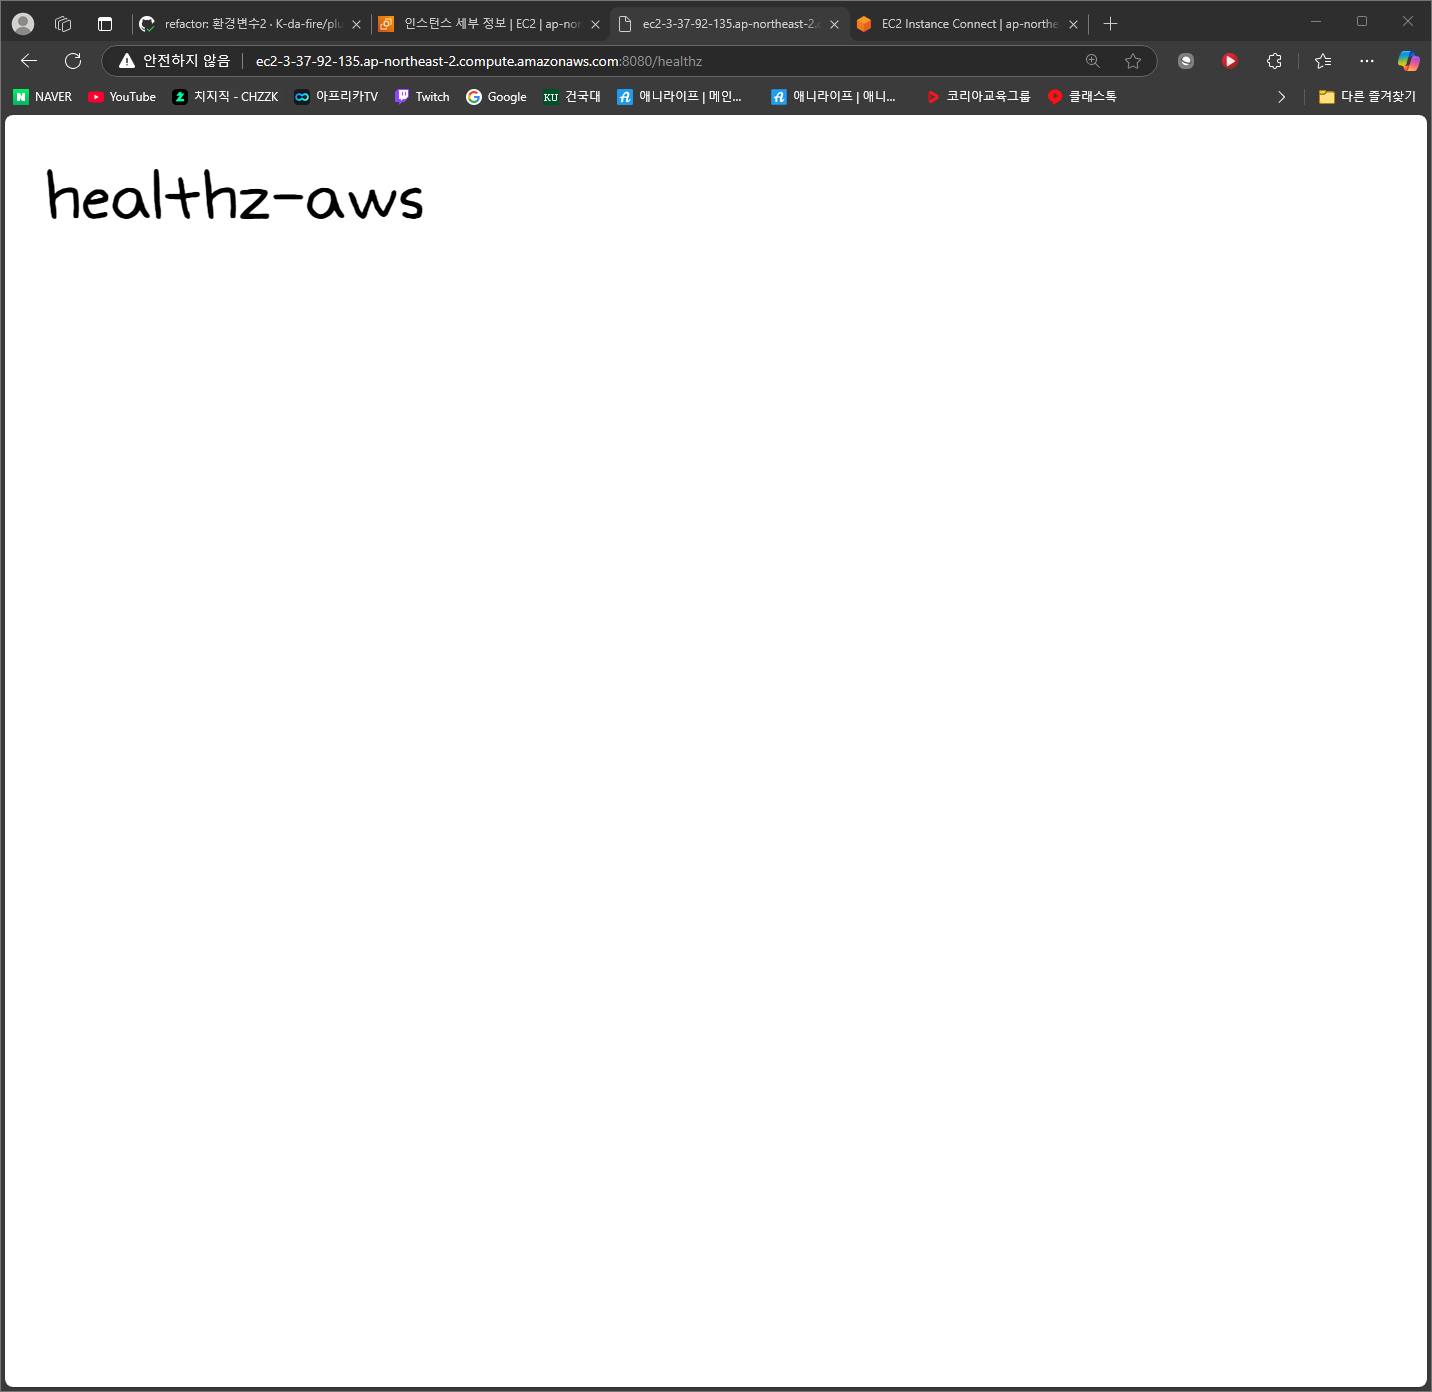 refactor: 환경변수2 · K-da-fire/plu
인스턴스 세부 정보 | EC2 | ap-nor
ec2-3-37-92-135.ap-northeast-2.c
EC2 Instance Connect | ap-northe
안전하지 않음
ec2-3-37-92-135.ap-northeast-2.compute.amazonaws.com:8080/healthz
NAVER
YouTube
치지직 - CHZZK
아프리카TV
Twitch
Google
KU 건국대
애니라이프 | 메인...
애니라이프 | 애니...
코리아교육그룹
클래스톡
다른 즐겨찾기
healthz-aws